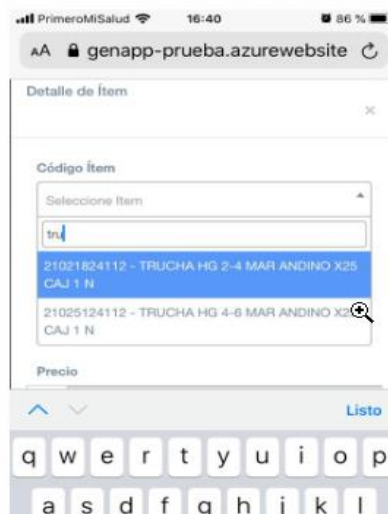 PrimeroMiSalud 16:40 86 %
AA genapp-prueba.azurewebsite
Detalle de Ítem
×
Código Ítem
Seleccione Item
tru
21021824112 - TRUCHA HG 2-4 MAR ANDINO X25
CAJ 1 N
21025124112 - TRUCHA HG 4-6 MAR ANDINO
CAJ 1 N
Precio
Listo
q w e r t y u i o p
a s d f g h j k l